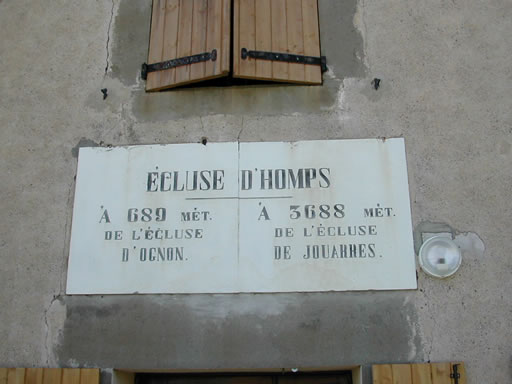 ÉCLUSE D'HOMPS
À 689 MÈT.
DE L'ÉCLUSE
D'OGNON.
À 3688 MÈT.
DE L'ÉCLUSE
DE JOUARRES.